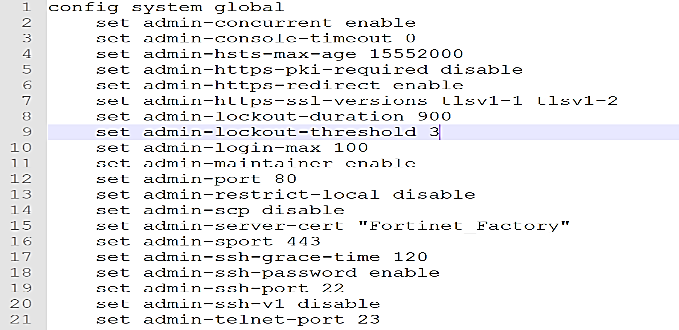 1 config system global
2 set admin-concurrent enable
3 set admin-console-timeout 0
4 set admin-hsts-max-age 15552000
5 set admin-https-pki-required disable
6 set admin-https-redirect enable
7 set admin-https-ssl-versions tlsv1-1 tlsv1-2
8 set admin-lockout-duration 900
9 set admin-lockout-threshold 3
10 set admin-login-max 100
11 set admin-maintainer enable
12 set admin-port 80
13 set admin-restrict-local disable
14 set admin-scp disable
15 set admin-server-cert "Fortinet_Factory"
16 set admin-sport 443
17 set admin-ssh-grace-time 120
18 set admin-ssh-password enable
19 set admin-ssh-port 22
20 set admin-ssh-v1 disable
21 set admin-telnet-port 23